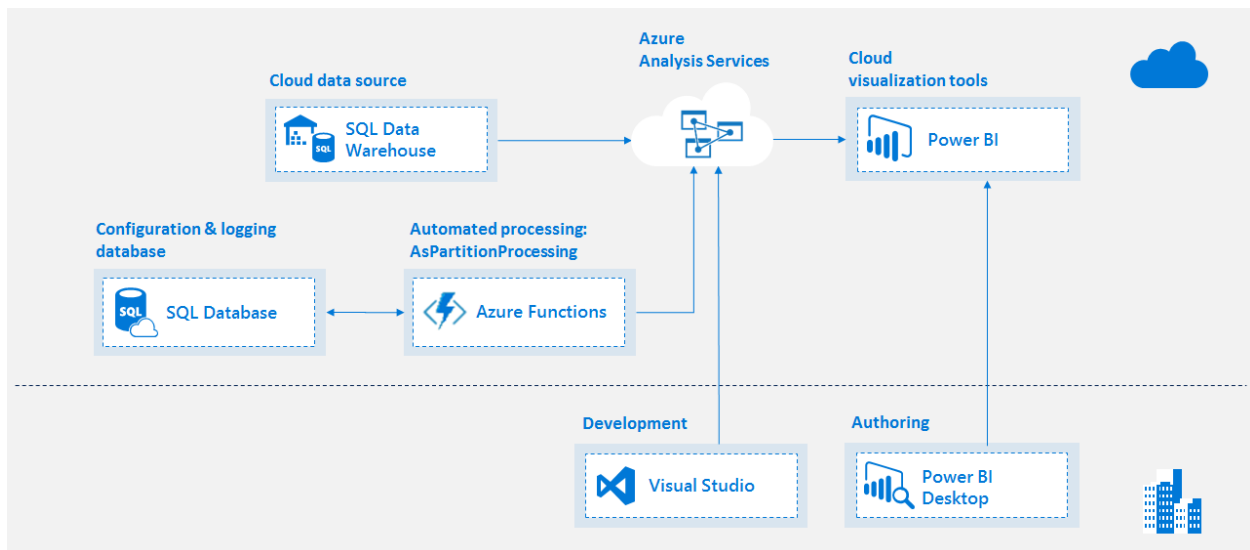 Azure
Analysis Services
Cloud
visualization tools
Cloud data source
SQL Data
Warehouse
SQL
Power BI
Configuration & logging
database
Automated processing:
AsPartitionProcessing
SQL
SQL Database
Azure Functions
Development
Authoring
Visual Studio
Power BI
Desktop